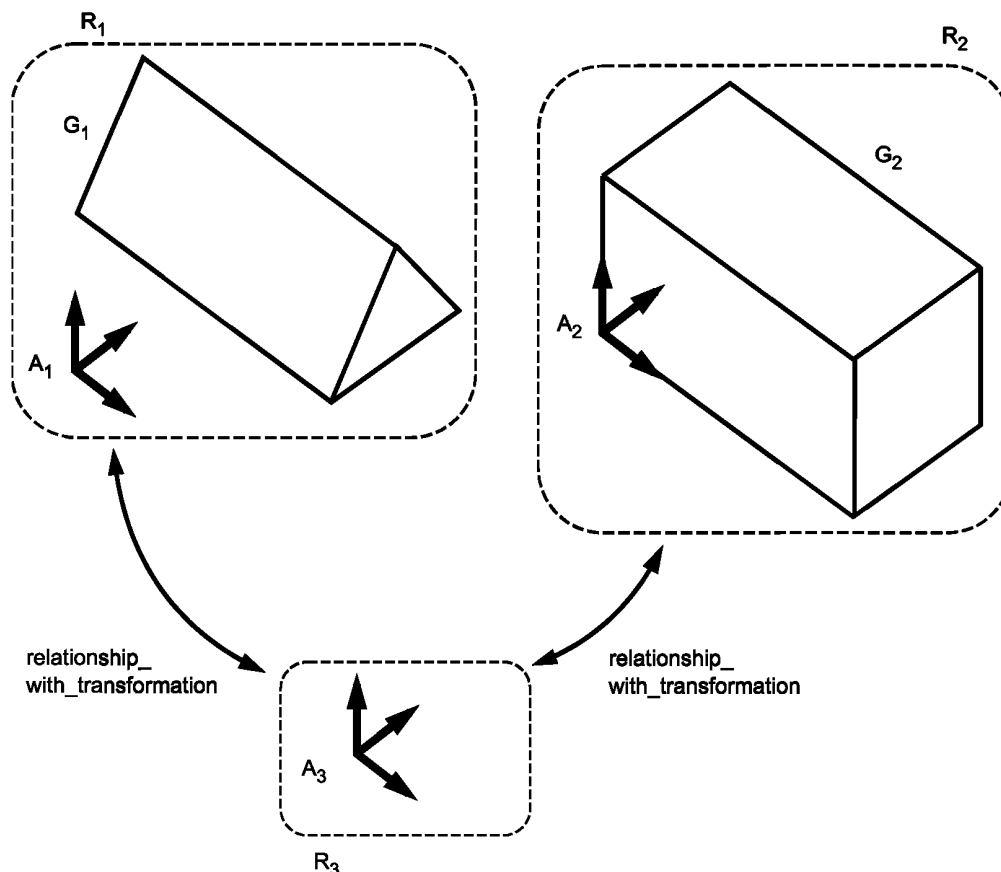 R1
R2
G1
G2
A2
A1
relationship_
with_transformation
relationship_
with_transformation
A3
R3